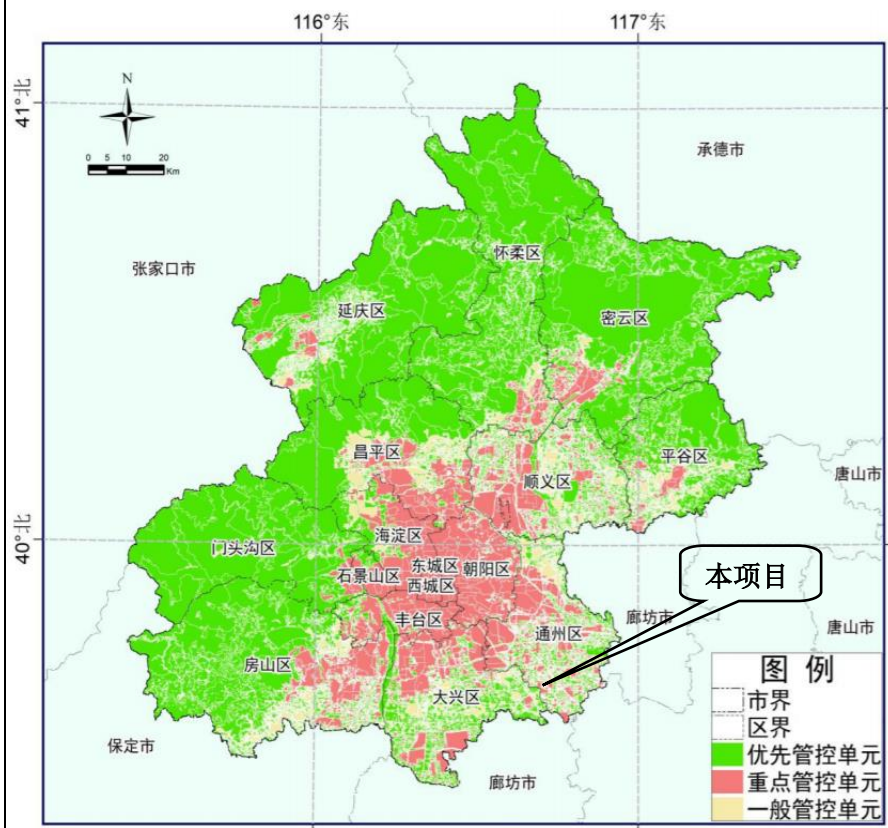 116°东
117°东
41°北
N
0 5 10 20
Km
承德市
怀柔区
张家口市
延庆区
密云区
昌平区
平谷区
顺义区
唐山市
40°北
海淀区
门头沟区
东城区
朝阳区
石景山区
西城区
本项目
丰台区
廊坊市
通州区
唐山市
房山区
大兴区
保定市
廊坊市
图 例
市界
区界
优先管控单元
重点管控单元
一般管控单元